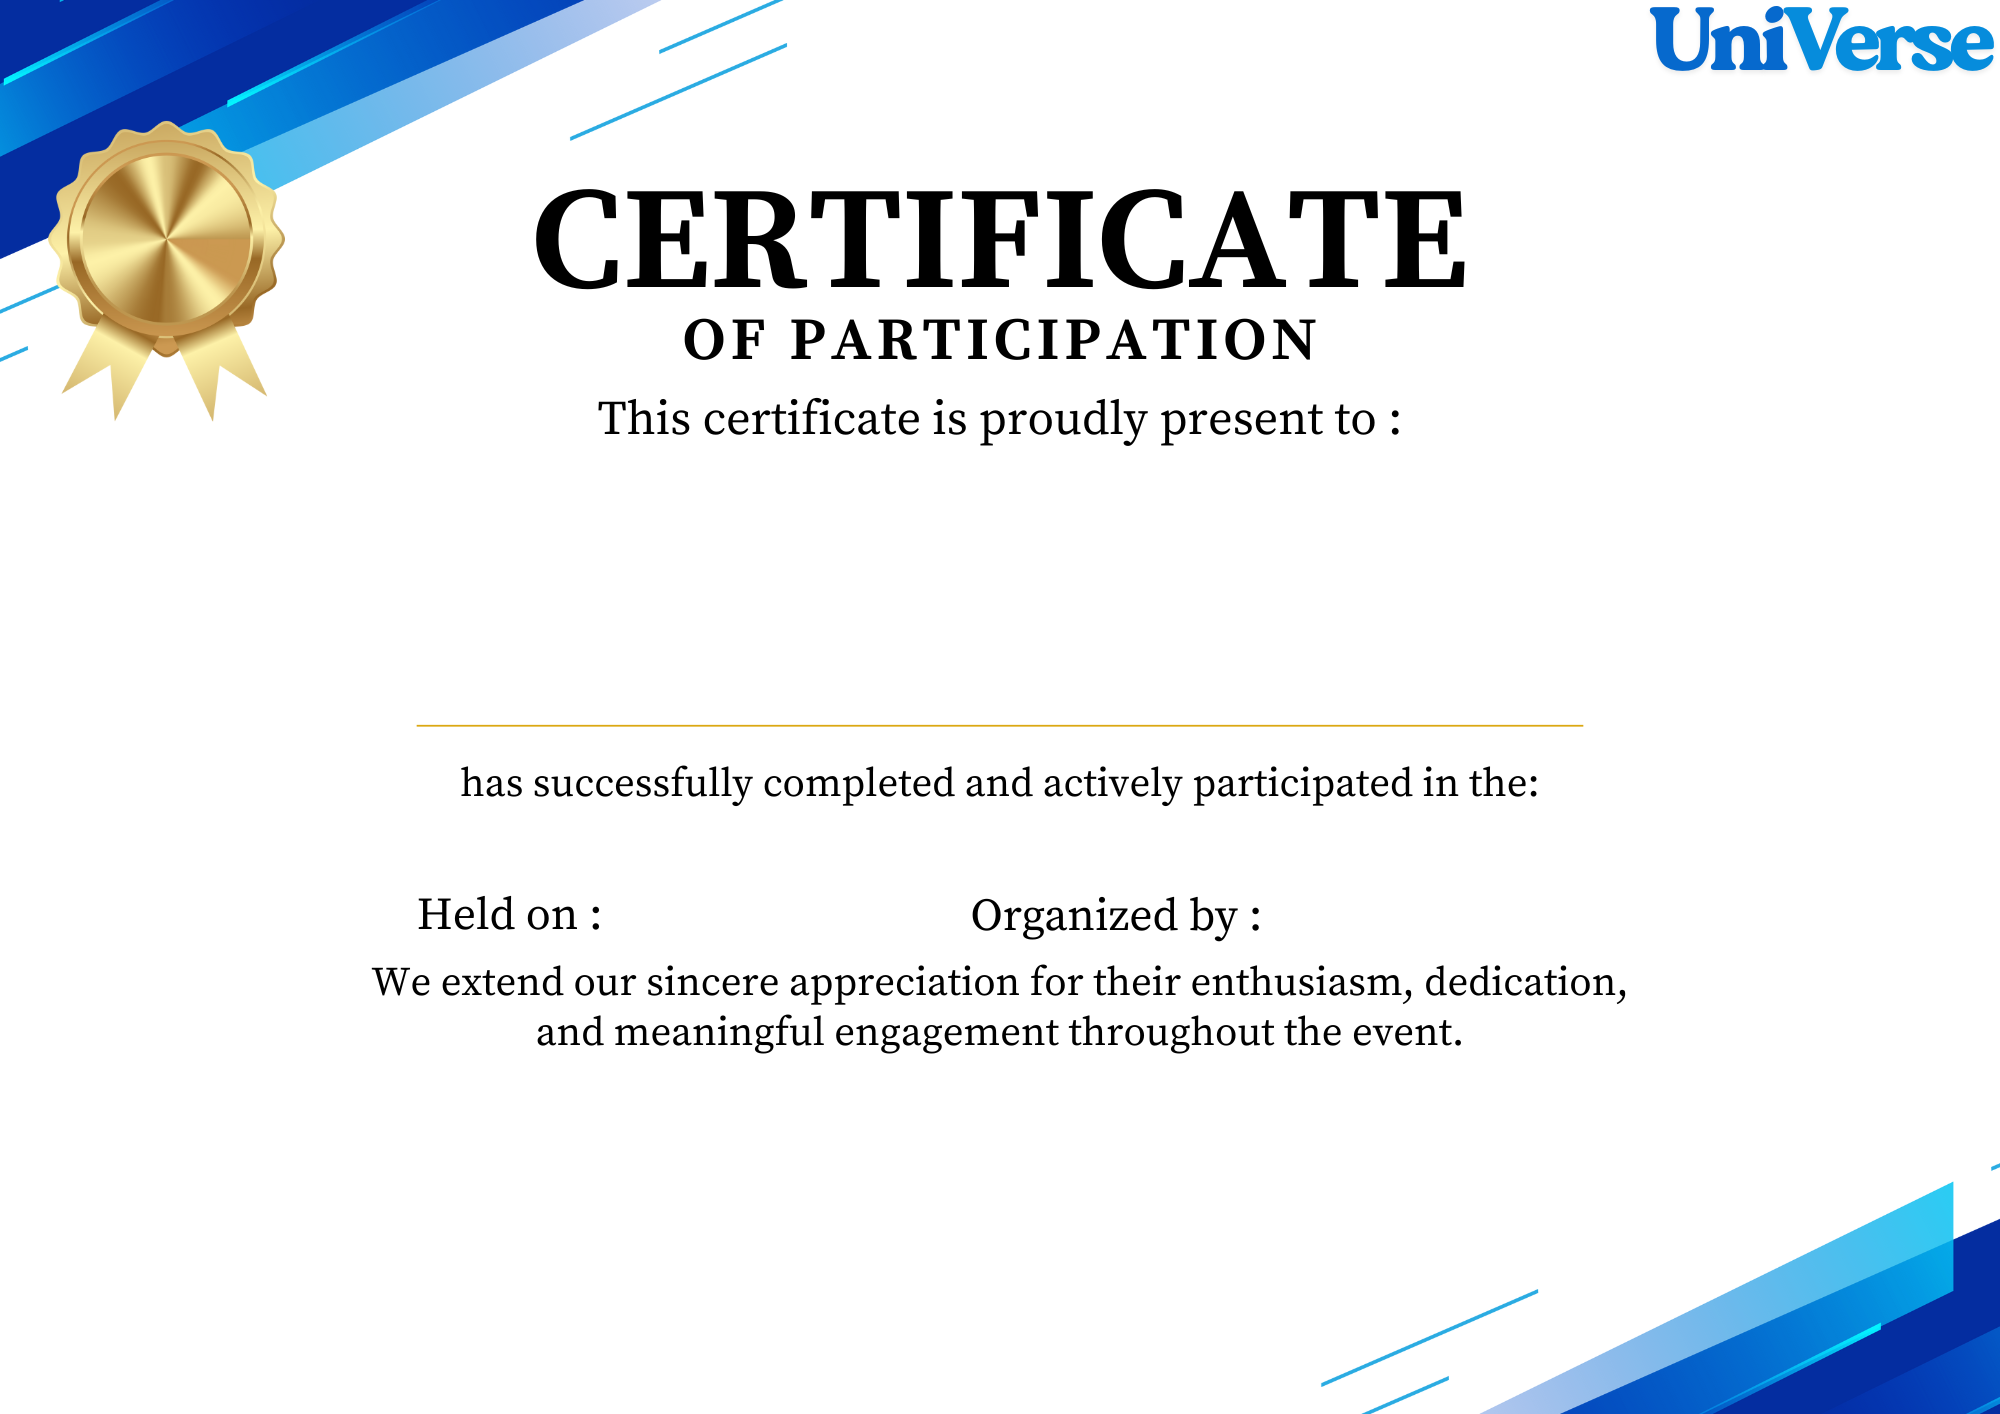 UniVerse
CERTIFICATE
OF PARTICIPATION
This certificate is proudly present to :
has successfully completed and actively participated in the:
Held on :
Organized by :
We extend our sincere appreciation for their enthusiasm, dedication,
and meaningful engagement throughout the event.